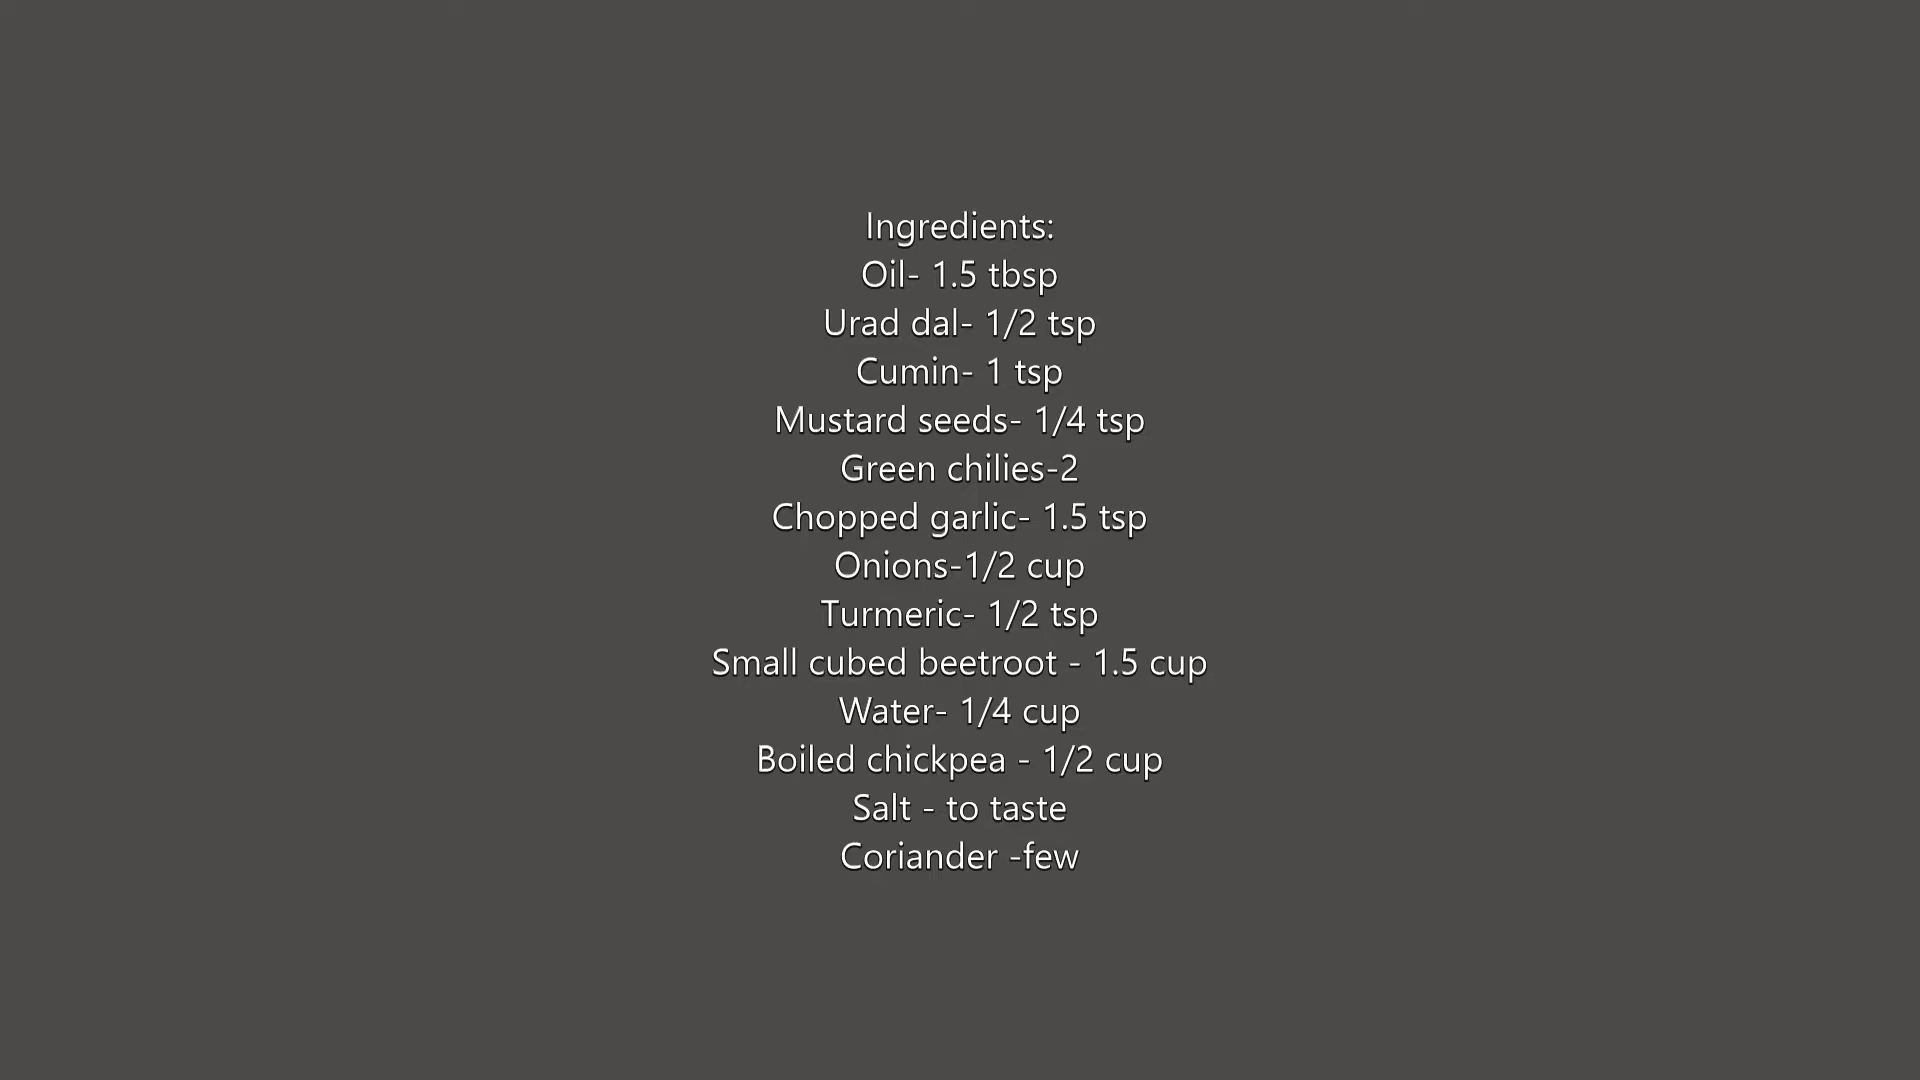 Ingredients:
Oil- 1.5 tbsp
Urad dal- 1/2 tsp
Cumin- 1 tsp
Mustard seeds- 1/4 tsp
Green chilies-2
Chopped garlic- 1.5 tsp
Onions-1/2 cup
Turmeric- 1/2 tsp
Small cubed beetroot - 1.5 cup
Water- 1/4 cup
Boiled chickpea - 1/2 cup
Salt - to taste
Coriander -few